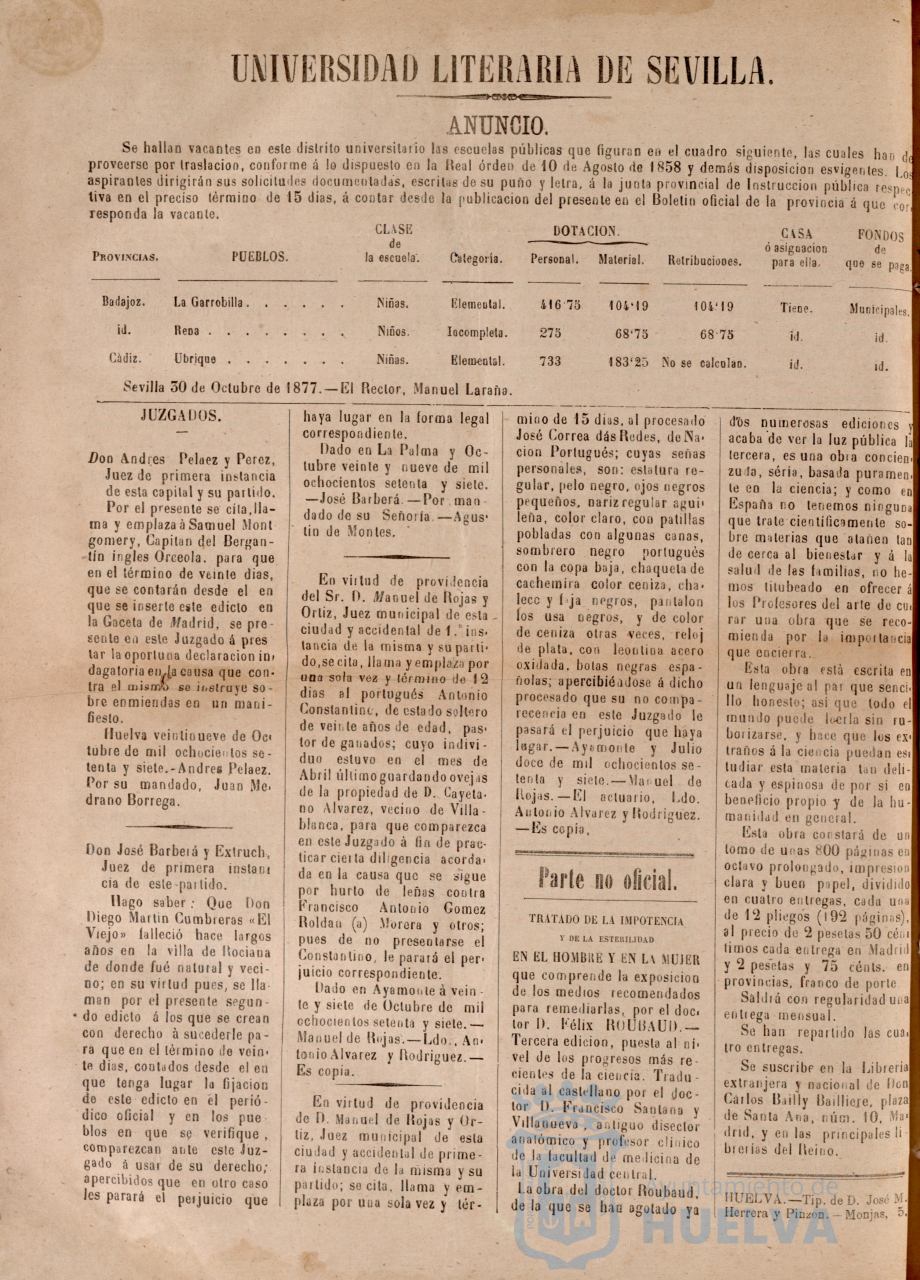 UNIVERSIDAD LITERARIA DE SEVILLA.
ANUNCIO.
Se hallan vacantes en este distrito universitario las escuelas públicas que figuran en el cuadro siguiente, las cuales han de
proveerse por traslacion, conforme á lo dispuesto en la Real órden de 10 de Agosto de 1858 y demás disposicion esvigentes. Los
aspirantes dirigirán sus solicitudes documentadas, escritas de su puño y letra, á la junta provincial de Instruccion pública respec-
tiva en el preciso término de 15 dias, á contar desde la publicacion del presente en el Boletin oficial de la provincia á que cor-
responda la vacante.
PROVINCIAS. PUEBLOS. CLASE de la escuela. Categoría. DOTACION. Personal. Material. Retribuciones. CASA ó asignacion para ella. FONDOS de que se paga.
Badajoz. La Garrobilla . . . . . . Niñas. Elemental. 416'75 104'19 104'19 Tiene. Municipales.
id. Rena . . . . . . . . Niños. Incompleta. 275 68'75 68'75 id. id.
Cádiz. Ubrique . . . . . . . Niñas. Elemental. 733 183'25 No se calculan. id. id.
Sevilla 30 de Octubre de 1877.—El Rector, Manuel Laraña.
JUZGADOS.
Don Andres Pelaez y Perez,
Juez de primera instancia
de esta capital y su partido.
Por el presente se cita, lla-
ma y emplaza à Samuel Mont
gomery, Capitan del Bergan-
tin ingles Orceola, para que
en el término de veinte dias,
que se contarán desde el en
que se inserte este edicto en
la Gaceta de Madrid, se pre-
sente en este Juzgado á pres
tar la oportuna declaracion in-
dagatoria en la causa que con-
tra el mismo se instruye so-
bre enmiendas en un mani-
fiesto.
Huelva veintinueve de Oc-
tubre de mil ochocientos se-
tenta y siete.-Andres Pelaez.
Por su mandado, Juan Me-
drano Borrega.
Don José Barberá y Extruch,
Juez de primera instan
cia de este partido.
Hago saber: Que Don
Diego Martin Cumbreras «El
Viejo» falleció hace largos
años en la villa de Rociana
de donde fué natural y veci-
no; en su virtud pues, se lla-
man por el presente segun-
do edicto á los que se crean
con derecho à sucederle pa-
ra que en el término de vein-
te dias, contados desde el en
que tenga lugar la fijacion
de este edicto en el perió-
dico oficial y en los pue
blos en que se verifique,
comparezcan ante este Juz-
gado á usar de su derecho;
apercibidos que en otro caso
les parará el perjuicio que
haya lugar en la forma legal
correspondiente.
Dado en La Palma y Oc-
tubre veinte y nueve de mil
ochocientos setenta y siete.
—José Barberá.—Por man-
dado de su Señoría.—Agus-
tin de Montes.
En virtud de providencia
del Sr. D. Manuel de Rojas y
Ortiz, Juez municipal de esta
ciudad y accidental de 1.ª ins-
tancia de la misma y su parti-
do, se cita, llama y emplaza por
una sola vez y término de 12
dias al portugués Antonio
Constantino, de estado soltero
de veinte años de edad, pas-
tor de ganados; cuyo indivi-
duo estuvo en el mes de
Abril último guardando ovejas
de la propiedad de D. Cayeta-
no Alvarez, vecino de Villa-
blanca, para que comparezca
en este Juzgado á fin de prac-
ticar cierta diligencia acorda-
da en la causa que se sigue
por hurto de leñas contra
Francisco Antonio Gomez
Roldan (a) Morera y otros;
pues de no presentarse el
Constantino, le parará el per-
juicio correspondiente.
Dado en Ayamonte à vein-
te y siete de Octubre de mil
ochocientos setenta y siete.—
Manuel de Rojas.—Ldo., An-
tonio Alvarez y Rodriguez.—
Es copia.
En virtud de providencia
de D. Manuel de Rojas y Or-
tiz, Juez municipal de esta
ciudad y accidental de prime-
ra instancia de la misma y su
partido; se cita, llama y em-
plaza por una sola vez y tér-
mino de 15 dias, al procesado
José Correa dás Redes, de Na-
cion Portugués; cuyas señas
personales, son: estatura re-
gular, pelo negro, ojos negros
pequeños, nariz regular agui-
leña, color claro, con patillas
pobladas con algunas canas,
sombrero negro portugués
con la copa baja, chaqueta de
cachemira color ceniza, cha-
leco y faja negros, pantalon
los usa negros, y de color
de ceniza otras veces, reloj
de plata, con leontina acero
oxidada, botas negras espa-
ñolas; apercibiéndose á dicho
procesado que su no compa-
recencia en este Juzgado le
pasará el perjuicio que haya
lugar.—Ayamonte y Julio
doce de mil ochocientos se-
tenta y siete.—Manuel de
Rojas.—El actuario, Ldo.
Antonio Alvarez y Rodriguez.
—Es copia,
Parte no oficial.
TRATADO DE LA IMPOTENCIA
Y DE LA ESTERILIDAD
EN EL HOMBRE Y EN LA MUJER
que comprende la exposicion
de los medios recomendados
para remediarlas, por el doc-
tor D. Félix ROUBAUD.—
Tercera edicion, puesta al ni-
vel de los progresos más re-
cientes de la ciencia. Tradu-
cida al castellano por el doc-
tor D. Francisco Santana y
Villanueva, antiguo disector
anatómico y profesor clínico
de la facultad de medicina de
la Universidad central.
La obra del doctor Roubaud,
de la que se han agotado ya
dos numerosas ediciones y
acaba de ver la luz pública la
tercera, es una obra concien-
zuda, séria, basada puramen-
te en la ciencia; y como en
España no tenemos ninguna
que trate cientificamente so-
bre materias que atañen tan
de cerca al bienestar y á la
salud de las familias, no he-
mos titubeado en ofrecer á
los Profesores del arte de cu-
rar una obra que se reco-
mienda por la importancia
que encierra.
Esta obra está escrita en
un lenguaje al par que senci-
llo honesto; asi que todo el
mundo puede leerla sin ru-
borizarse, y hace que los ex-
traños á la ciencia puedan es-
tudiar esta materia tan deli-
cada y espinosa de por si en
beneficio propio y de la hu-
manidad en general.
Esta obra constará de un
tomo de unas 800 páginas en
octavo prolongado, impresion
clara y buen papel, dividido
en cuatro entregas, cada una
de 12 pliegos (192 páginas),
al precio de 2 pesetas 50 cén-
timos cada entrega en Madrid
y 2 pesetas y 75 cénts. en
provincias, franco de porte
Saldrá con regularidad una
entrega mensual.
Se han repartido las cua-
tro entregas.
Se suscribe en la Libreria
extranjera y nacional de Don
Cárlos Bailly Bailliere, plaza
de Santa Ana, núm. 10, Ma-
drid, y en las principales li-
brerias del Reino.
HUELVA.—Tip. de D. José M.
Herrera y Pinzon.—Monjas, 5.
Ayuntamiento de
HUELVA